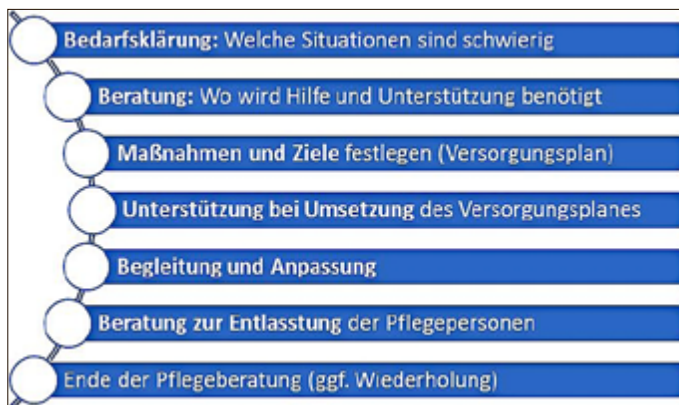 Bedarfsklärung: Welche Situationen sind schwierig
Beratung: Wo wird Hilfe und Unterstützung benötigt
Maßnahmen und Ziele festlegen (Versorgungsplan)
Unterstützung bei Umsetzung des Versorgungsplanes
Begleitung und Anpassung
Beratung zur Entlasstung der Pflegepersonen
Ende der Pflegeberatung (ggf. Wiederholung)